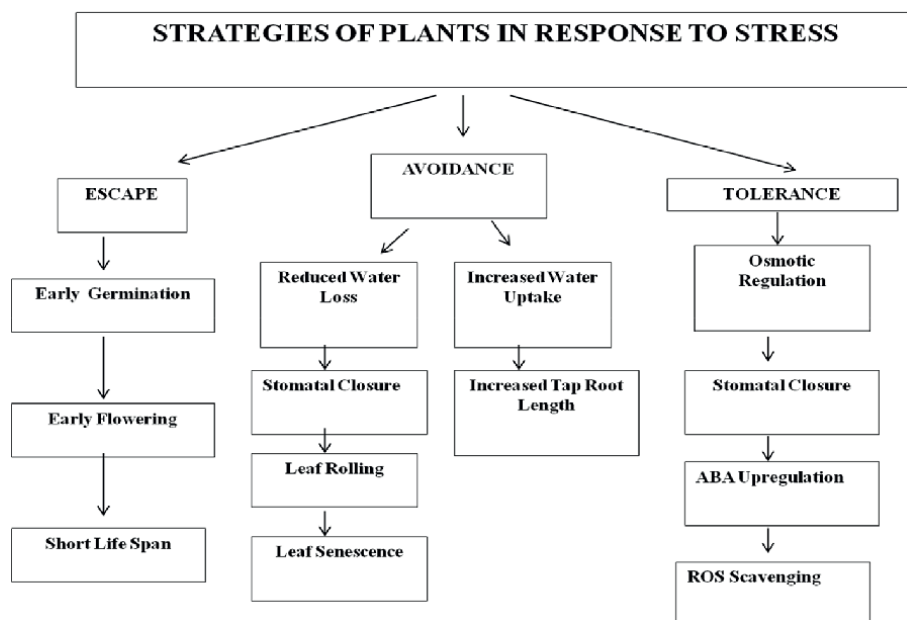 STRATEGIES OF PLANTS IN RESPONSE TO STRESS
ESCAPE
Early Germination
Early Flowering
Short Life Span
AVOIDANCE
Reduced Water
Loss
Stomatal Closure
Leaf Rolling
Leaf Senescence
Increased Water
Uptake
Increased Tap Root
Length
TOLERANCE
Osmotic
Regulation
Stomatal Closure
ABA Upregulation
ROS Scavenging